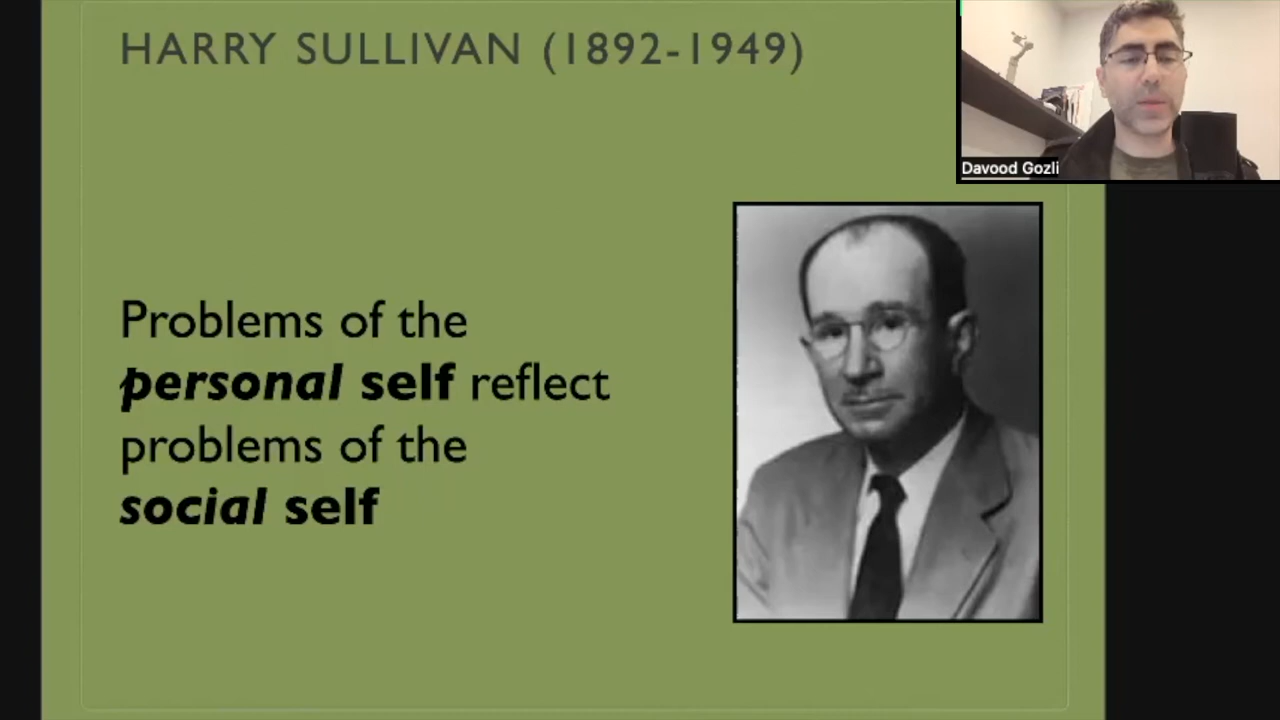 HARRY SULLIVAN (1892-1949)
Davood Gozli
Problems of the
personal self reflect
problems of the
social self